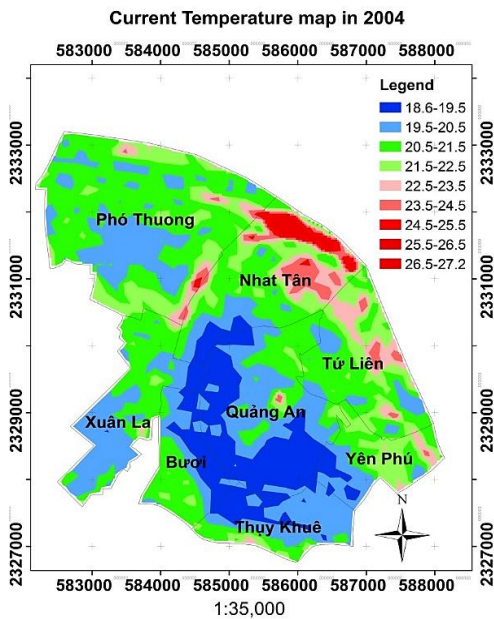 Current Temperature map in 2004
583000 584000 585000 586000 587000 588000
Legend
18.6-19.5
19.5-20.5
20.5-21.5
21.5-22.5
22.5-23.5
23.5-24.5
24.5-25.5
25.5-26.5
26.5-27.2
2333000 2333000
Phó Thuong
2331000 2331000
Nhat Tân
Tứ Liên
2329000 2329000
Quảng An
Xuân La
Bươi
Yên Phú
N
Thụy Khuê
2327000 2327000
583000 584000 585000 586000 587000 588000
1:35,000